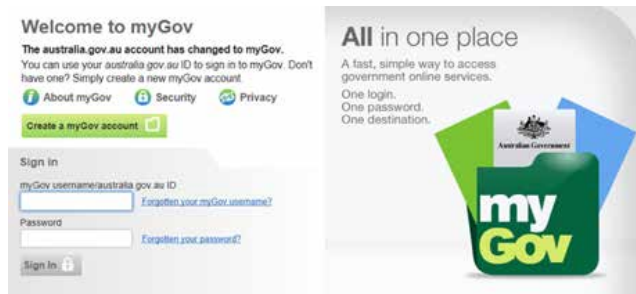 Welcome to myGov
The australia.gov.au account has changed to myGov.
You can use your australia.gov.au ID to sign in to myGov. Don't
have one? Simply create a new myGov account
About myGov
Security
Privacy
Create a myGov account
Sign in
myGov username/australia.gov.au ID
Forgotten your myGov username?
Password
Forgotten your password?
Sign In
All in one place
A fast, simple way to access
government online services.
One login.
One password.
One destination.
Australian Government
my
Gov